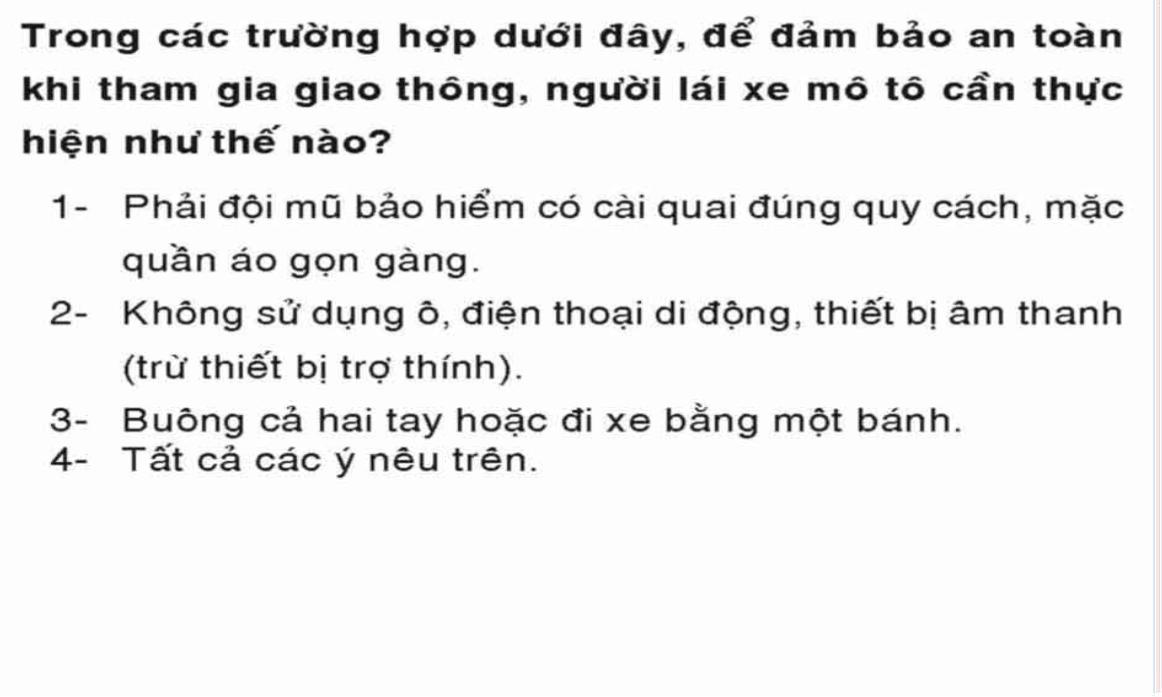 Trong các trường hợp dưới đây, để đảm bảo an toàn
khi tham gia giao thông, người lái xe mô tô cần thực
hiện như thế nào?
1- Phải đội mũ bảo hiểm có cài quai đúng quy cách, mặc
quần áo gọn gàng.
2- Không sử dụng ô, điện thoại di động, thiết bị âm thanh
(trừ thiết bị trợ thính).
3- Buông cả hai tay hoặc đi xe bằng một bánh.
4- Tất cả các ý nêu trên.